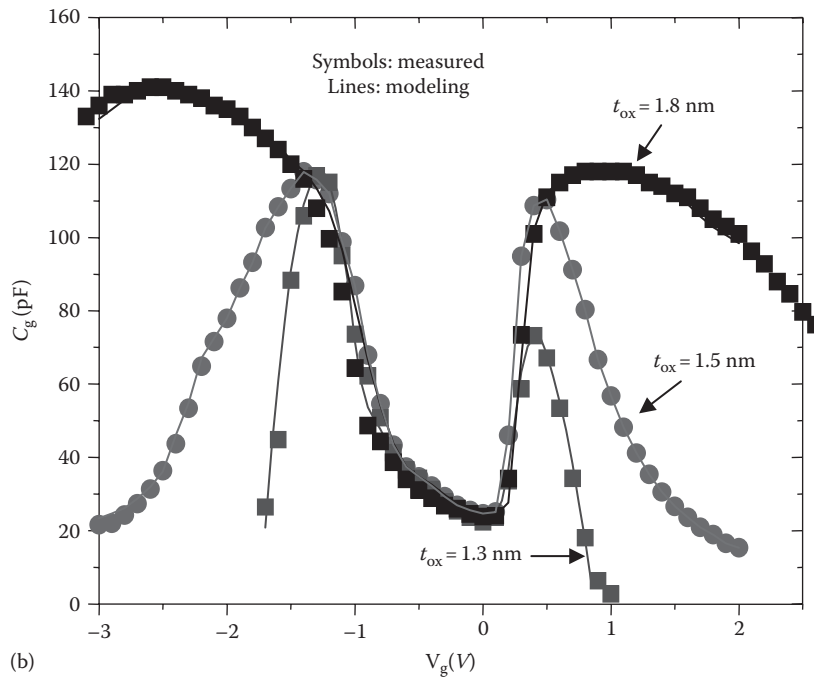 160
140
120
100
80
60
40
20
0
C_g (pF)
Symbols: measured
Lines: modeling
t_ox = 1.8 nm
t_ox = 1.5 nm
t_ox = 1.3 nm
−3 −2 −1 0 1 2
V_g (V)
(b)